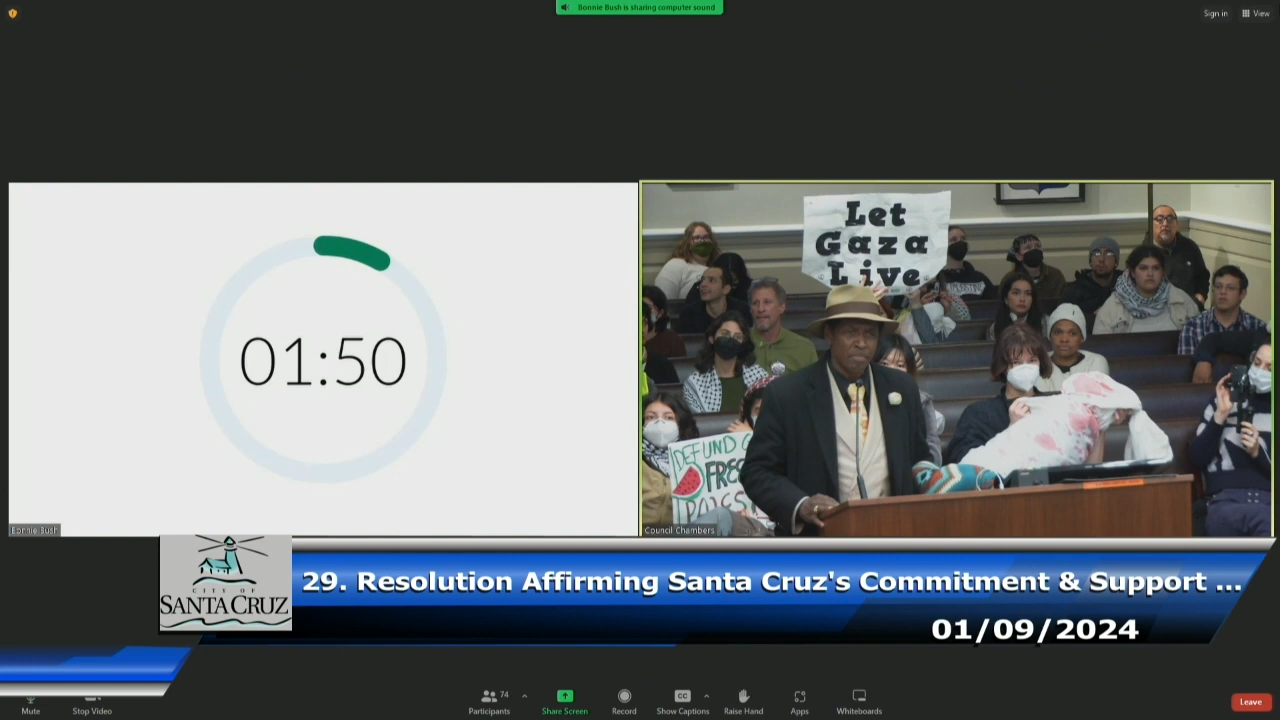 Bonnie Bush is sharing computer sound
Sign in
View
01:50
Let
Gaza
Live
DEFUND
FREE
Bonnie Bush
Council Chambers
CITY OF
SANTA CRUZ
29. Resolution Affirming Santa Cruz's Commitment & Support ...
01/09/2024
Mute
Stop Video
Participants
74
Share Screen
CC
Record
Show Captions
Raise Hand
Apps
Whiteboards
Leave